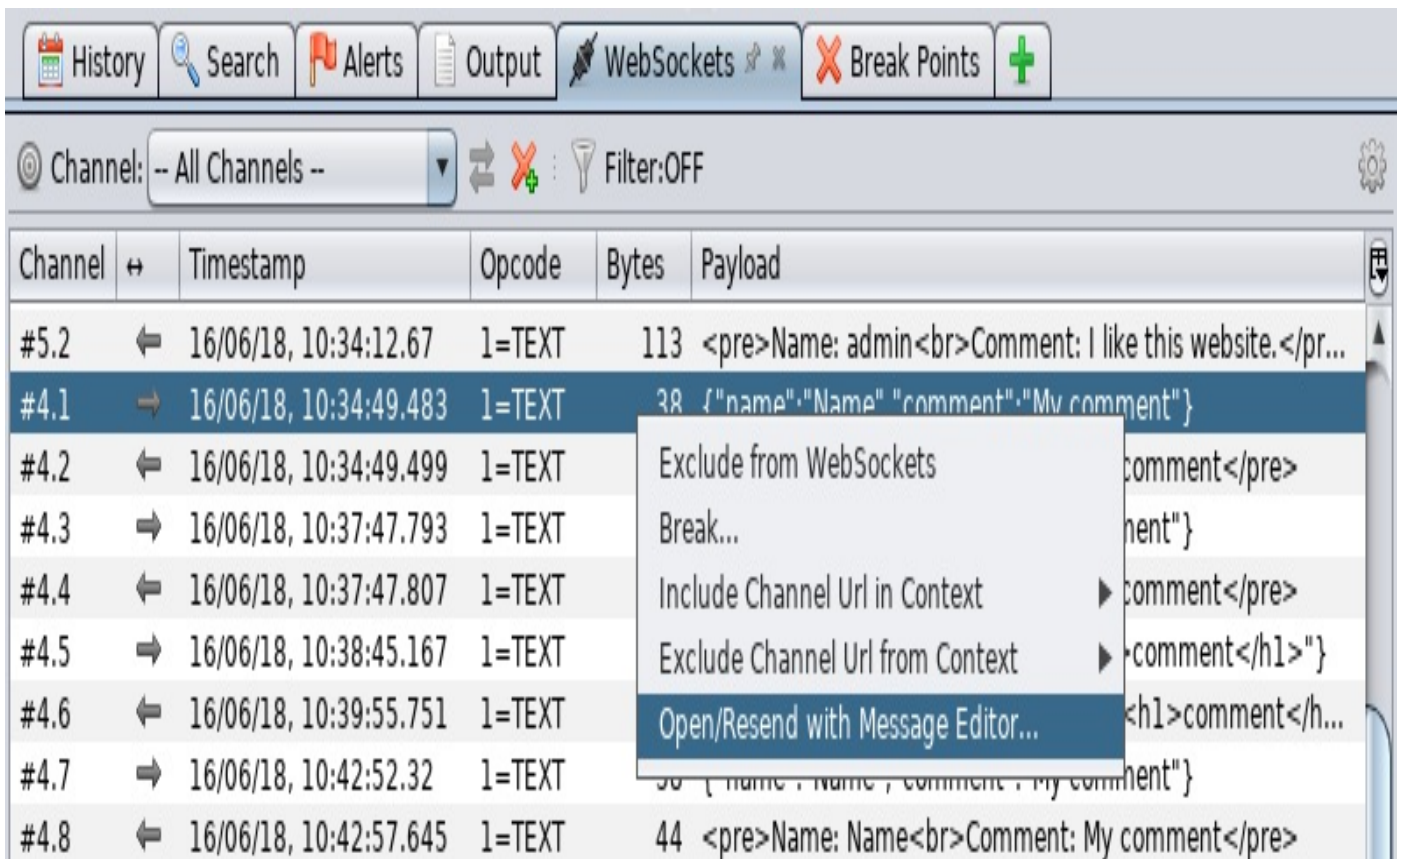 History Search Alerts Output WebSockets Break Points
Channel: -- All Channels -- Filter:OFF
Channel ↔ Timestamp Opcode Bytes Payload
#5.2 16/06/18, 10:34:12.67 1=TEXT 113 <pre>Name: admin<br>Comment: I like this website.</pr...
#4.1 16/06/18, 10:34:49.483 1=TEXT 38 {"name":"Name","comment":"My comment"}
#4.2 16/06/18, 10:34:49.499 1=TEXT comment</pre>
#4.3 16/06/18, 10:37:47.793 1=TEXT ment"}
#4.4 16/06/18, 10:37:47.807 1=TEXT comment</pre>
#4.5 16/06/18, 10:38:45.167 1=TEXT >comment</h1>"}
#4.6 16/06/18, 10:39:55.751 1=TEXT <h1>comment</h...
#4.7 16/06/18, 10:42:52.32 1=TEXT 38 {"name":"Name","comment":"My comment"}
#4.8 16/06/18, 10:42:57.645 1=TEXT 44 <pre>Name: Name<br>Comment: My comment</pre>
Exclude from WebSockets
Break...
Include Channel Url in Context
Exclude Channel Url from Context
Open/Resend with Message Editor...